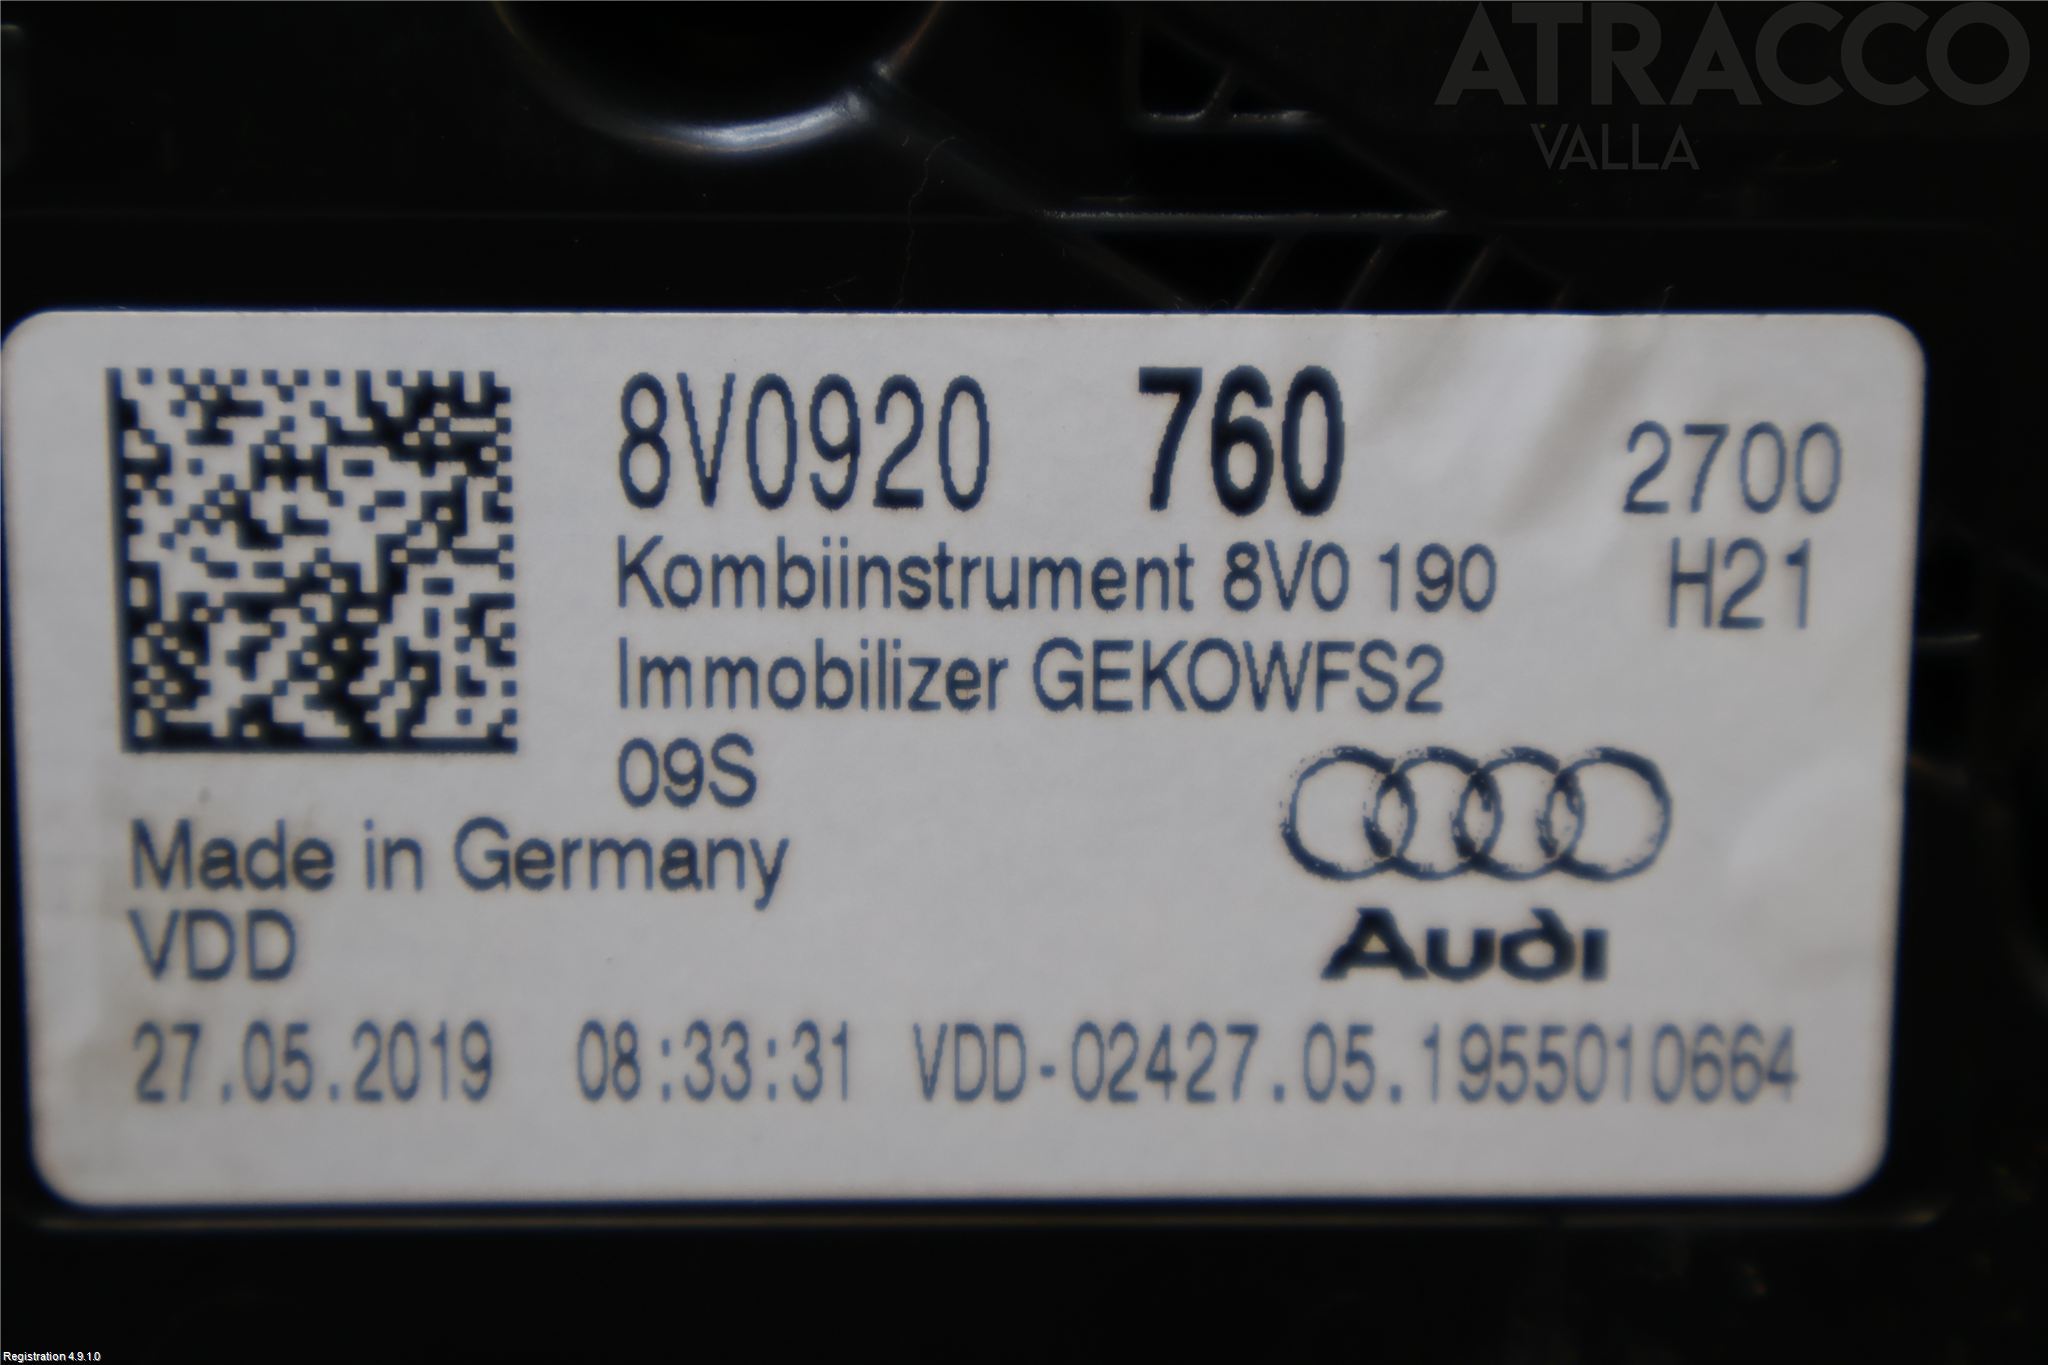 ATRACCO
VALLA
8V0920 760 2700
Kombiinstrument 8V0 190 H21
Immobilizer GEKOWFS2
09S
Made in Germany
VDD
Audi
27.05.2019 08:33:31 VDD-02427.05.1955010664
Registration 4.9.1.0